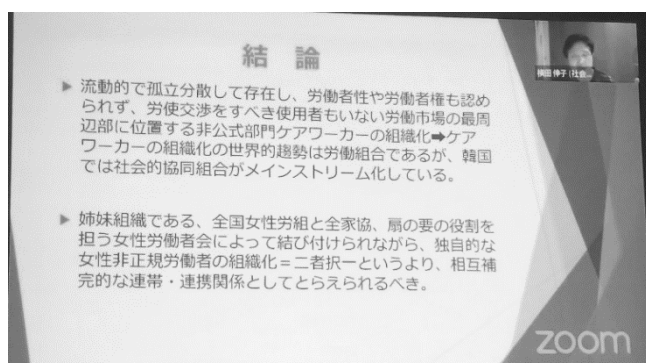 結 論
▶ 流動的で孤立分散して存在し、労働者性や労働者権も認め
られず、労使交渉をすべき使用者もいない労働市場の最周
辺部に位置する非公式部門ケアワーカーの組織化➡ケア
ワーカーの組織化の世界的趨勢は労働組合であるが、韓国
では社会的協同組合がメインストリーム化している。
▶ 姉妹組織である、全国女性労組と全家協、扇の要の役割を
担う女性労働者会によって結び付けられながら、独自的な
女性非正規労働者の組織化＝二者択一というより、相互補
完的な連帯・連携関係としてとらえられるべき。
伸子(社会
zoom